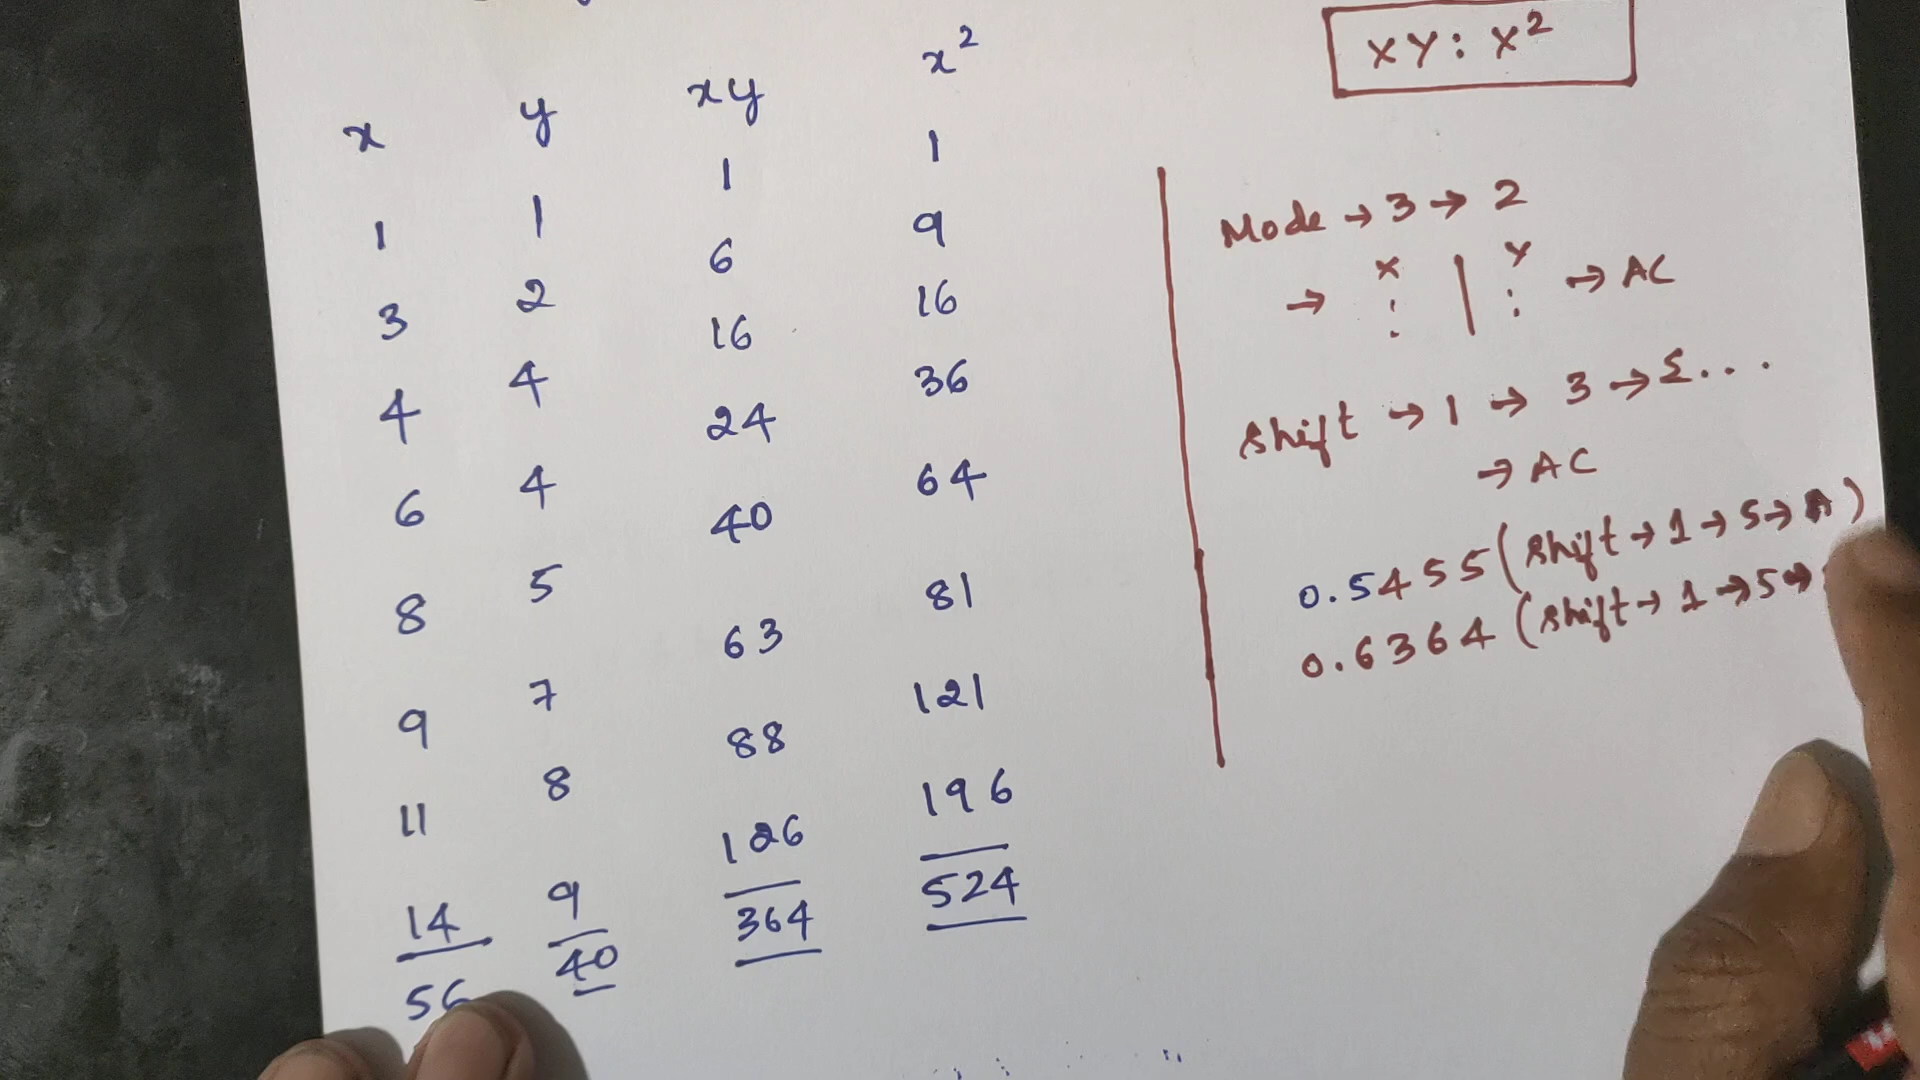 x y xy x²
1 1 1 1
3 2 6 9
4 4 16 16
6 4 24 36
8 5 40 64
9 7 63 81
11 8 88 121
14 9 126 196
56 40 364 524
XY: X²
Mode → 3 → 2
→ X | Y → AC
: :
Shift → 1 → 3 → Σ...
→ AC
0.5455 (Shift → 1 → 5 → A)
0.6364 (Shift → 1 → 5 →